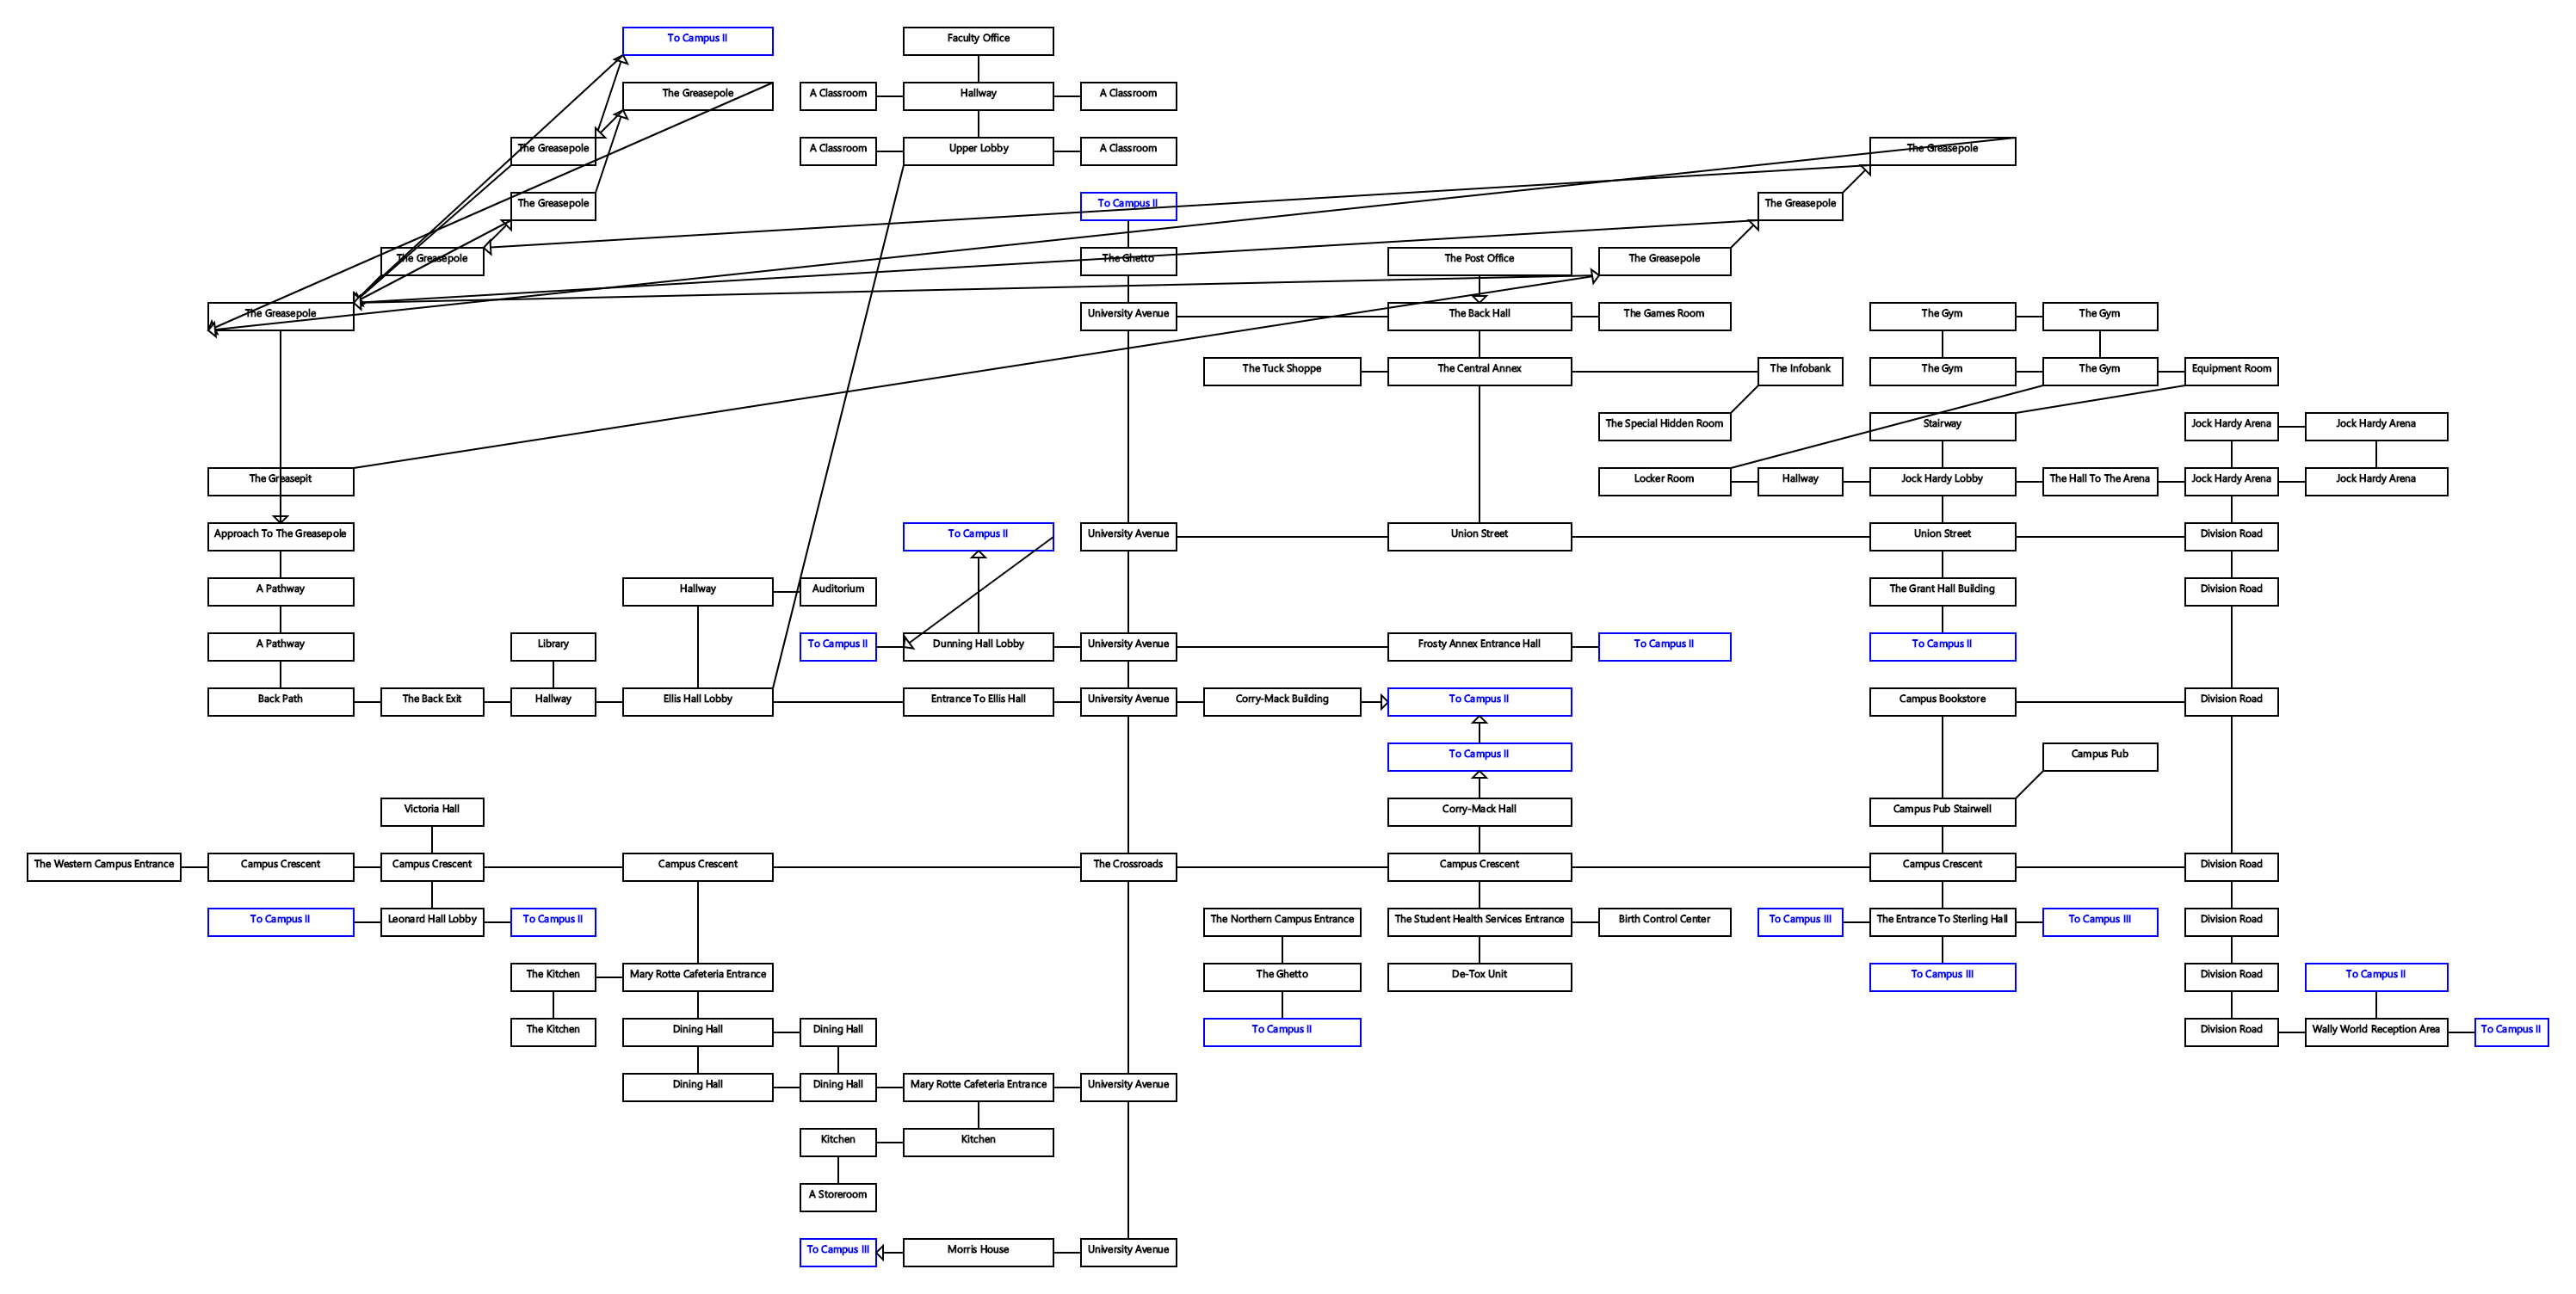 To Campus II
Faculty Office
The Greasepole
A Classroom
Hallway
A Classroom
The Greasepole
A Classroom
Upper Lobby
A Classroom
The Greasepole
The Greasepole
To Campus II
The Greasepole
The Greasepole
The Ghetto
The Post Office
The Greasepole
The Greasepole
University Avenue
The Back Hall
The Games Room
The Gym
The Gym
The Tuck Shoppe
The Central Annex
The Infobank
The Gym
The Gym
Equipment Room
The Special Hidden Room
Stairway
Jock Hardy Arena
Jock Hardy Arena
The Greasepit
Locker Room
Hallway
Jock Hardy Lobby
The Hall To The Arena
Jock Hardy Arena
Jock Hardy Arena
Approach To The Greasepole
To Campus II
University Avenue
Union Street
Union Street
Division Road
A Pathway
Hallway
Auditorium
The Grant Hall Building
Division Road
A Pathway
Library
To Campus II
Dunning Hall Lobby
University Avenue
Frosty Annex Entrance Hall
To Campus II
To Campus II
Back Path
The Back Exit
Hallway
Ellis Hall Lobby
Entrance To Ellis Hall
University Avenue
Corry-Mack Building
To Campus II
Campus Bookstore
Division Road
To Campus II
Campus Pub
Victoria Hall
Corry-Mack Hall
Campus Pub Stairwell
The Western Campus Entrance
Campus Crescent
Campus Crescent
Campus Crescent
The Crossroads
Campus Crescent
Campus Crescent
Division Road
To Campus II
Leonard Hall Lobby
To Campus II
The Northern Campus Entrance
The Student Health Services Entrance
Birth Control Center
To Campus III
The Entrance To Sterling Hall
To Campus III
Division Road
The Kitchen
Mary Rotte Cafeteria Entrance
The Ghetto
De-Tox Unit
To Campus III
Division Road
To Campus II
The Kitchen
Dining Hall
Dining Hall
To Campus II
Division Road
Wally World Reception Area
To Campus II
Dining Hall
Dining Hall
Mary Rotte Cafeteria Entrance
University Avenue
Kitchen
Kitchen
A Storeroom
To Campus III
Morris House
University Avenue